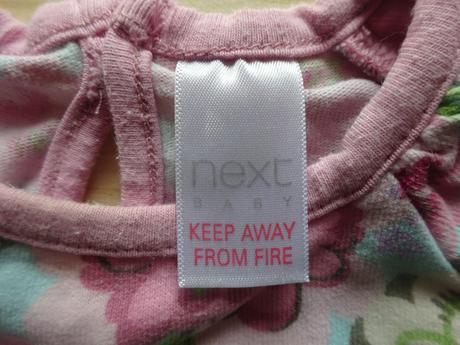 next
BABY
KEEP AWAY
FROM FIRE